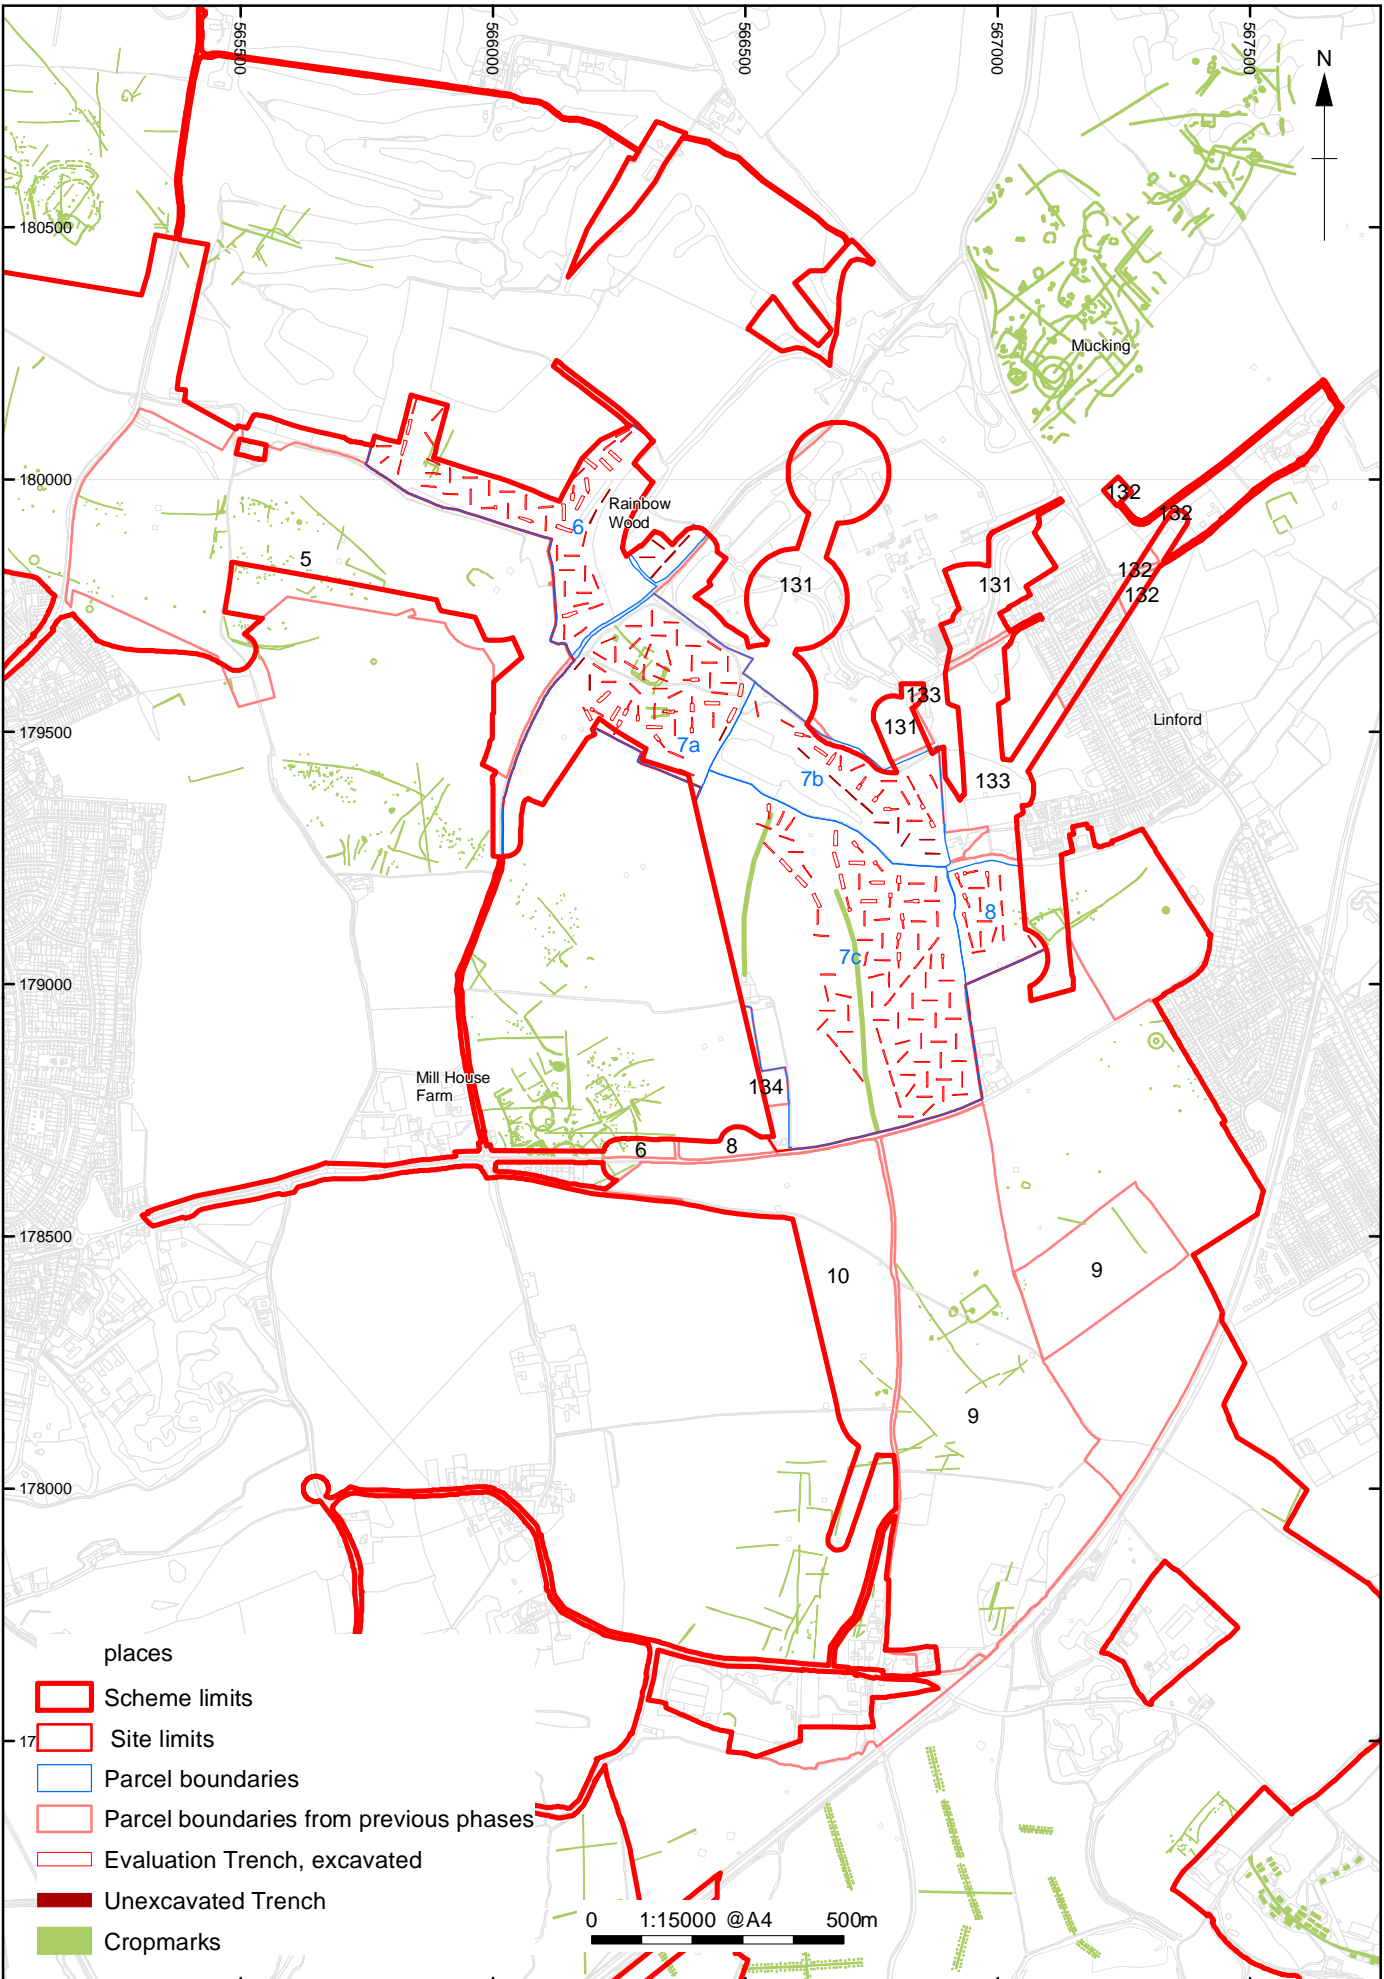 565500
566000
566500
567000
567500
N
180500
Mucking
180000
132
132
Rainbow
Wood
6
5
131
131
132
132
133
131
Linford
179500
7a
7b
133
8
7c
179000
Mill House
Farm
134
6
8
178500
10
9
9
178000
17
places
Scheme limits
Site limits
Parcel boundaries
Parcel boundaries from previous phases
Evaluation Trench, excavated
Unexcavated Trench
Cropmarks
0 1:15000 @A4 500m